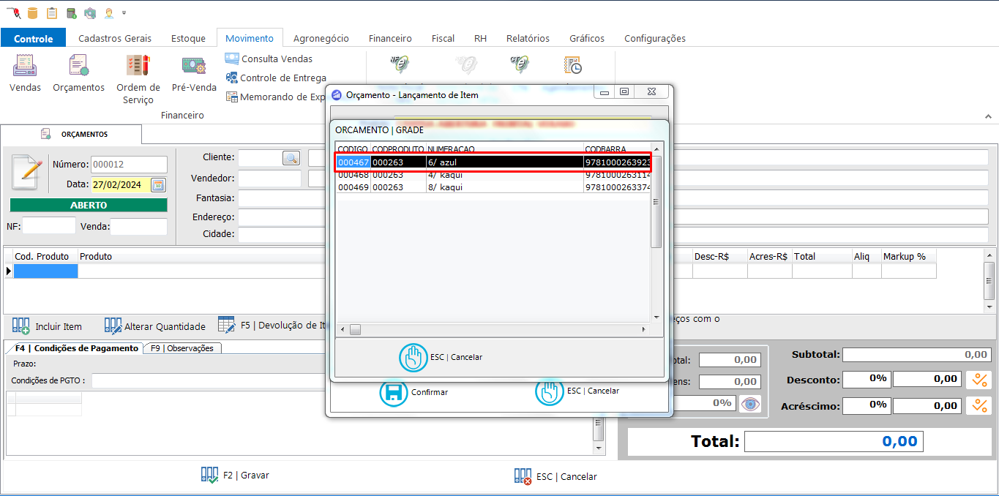 Controle Cadastros Gerais Estoque Movimento Agronegócio Financeiro Fiscal RH Relatórios Gráficos Configurações
Vendas
Orçamentos
Ordem de
Serviço
Pré-Venda
Consulta Vendas
Controle de Entrega
Memorando de Exp
Financeiro
ORÇAMENTOS
Número: 000012
Data: 27/02/2024
ABERTO
NF: Venda:
Cliente:
Vendedor:
Fantasia:
Endereço:
Cidade:
Cod. Produto Produto Desc-R$ Acres-R$ Total Aliq Markup %
Incluir Item Alterar Quantidade F5 | Devolução de It
eços com o
F4 | Condições de Pagamento F9 | Observações
Prazo:
Condições de PGTO :
Orçamento - Lançamento de Item
ORCAMENTO | GRADE
CODIGO CODPRODUTO NUMERACAO CODBARRA
000467 000263 6/ azul 9781000263923
000468 000263 4/ kaqui 9781000263114
000469 000263 8/ kaqui 9781000263374
ESC | Cancelar
Confirmar ESC | Cancelar
otal: 0,00
ens: 0,00
0%
Subtotal: 0,00
Desconto: 0% 0,00
Acréscimo: 0% 0,00
Total: 0,00
F2 | Gravar ESC | Cancelar